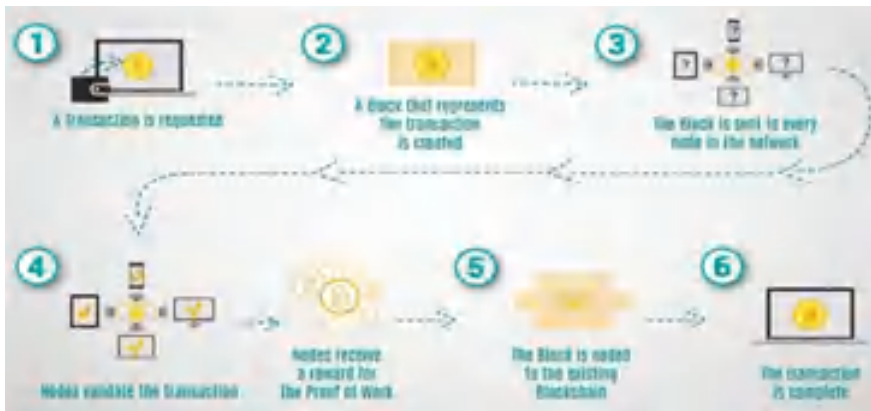 1
A Transaction is requested
2
A Block that represents
The transaction
is created
3
The Block is sent to every
node in the network
4
Nodes validate the transaction
Nodes receive
a reward for
The Proof of Work
5
The Block is added
to the existing
Blockchain
6
The transaction
is complete